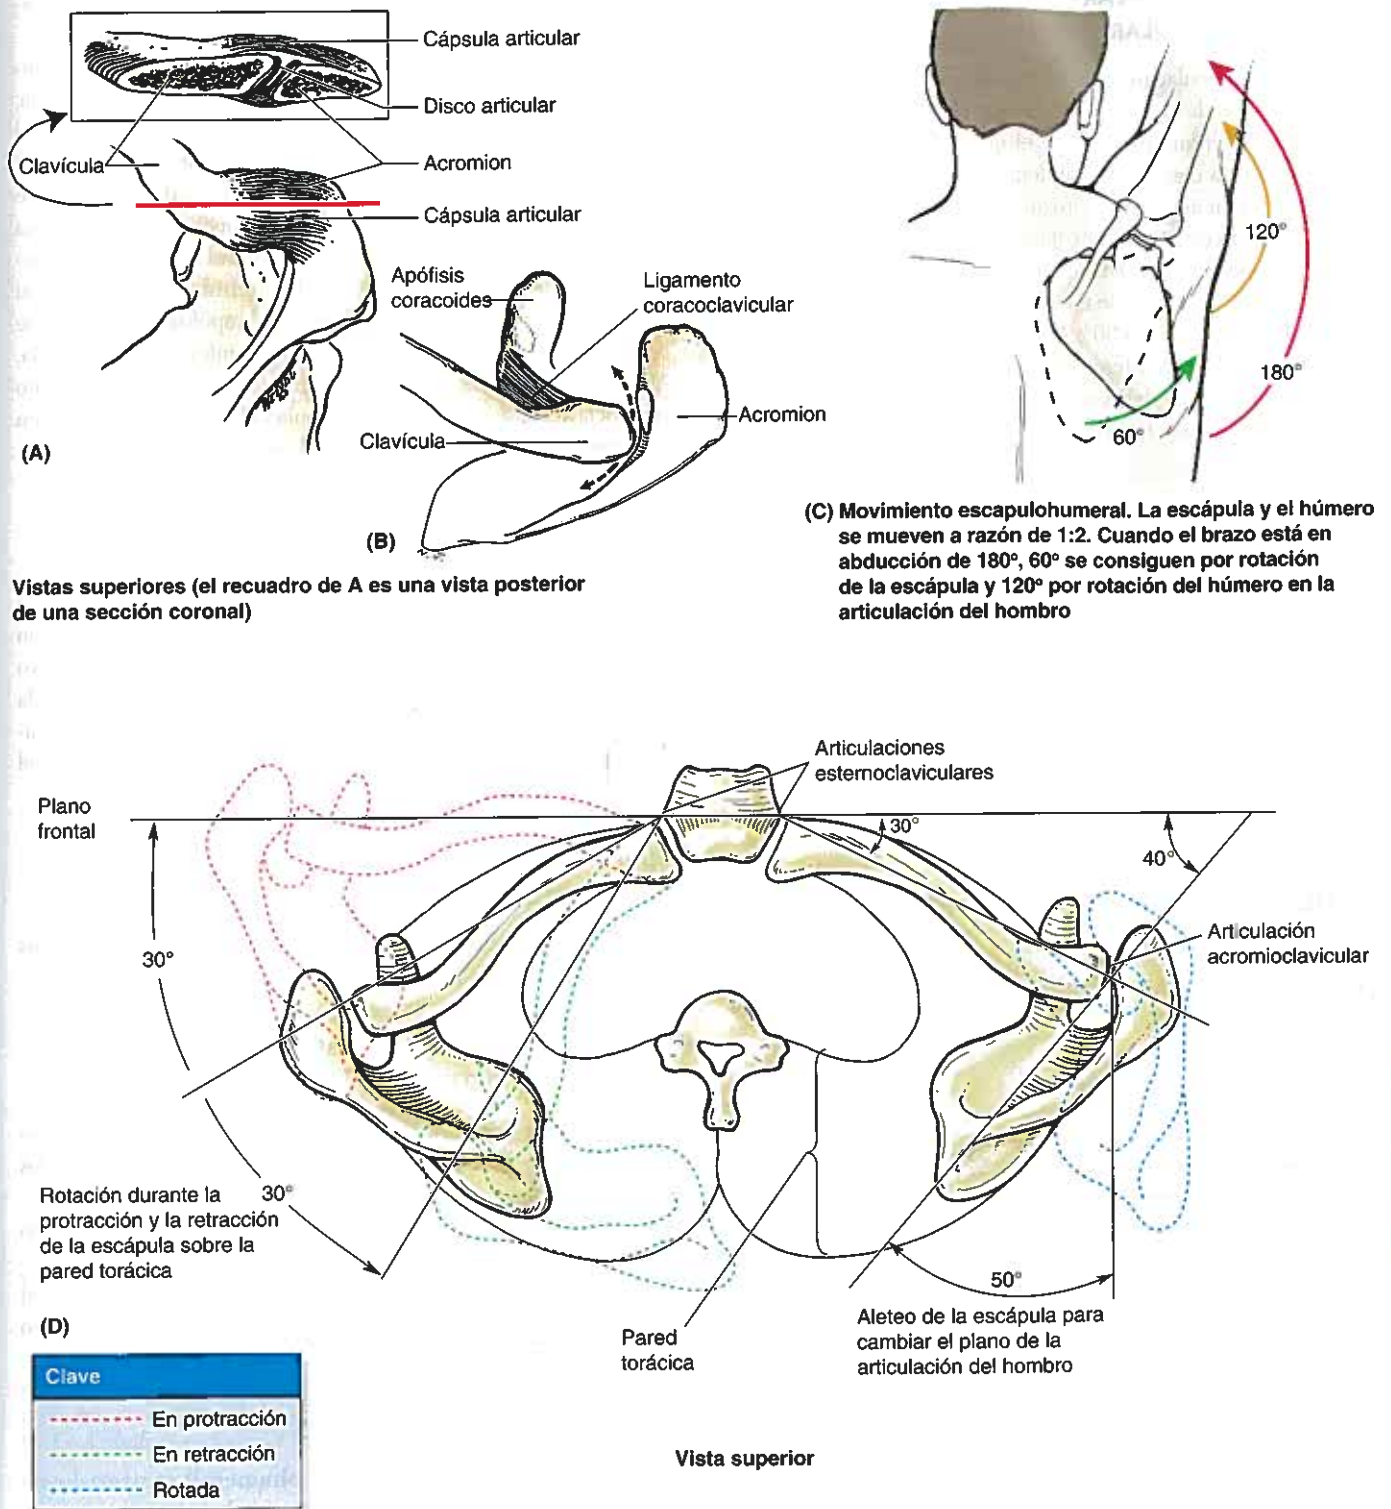 Cápsula articular
Disco articular
Clavícula
Acromion
Cápsula articular
Apófisis
coracoides
Ligamento
coracoclavicular
Acromion
Clavícula
(A)
(B)
Vistas superiores (el recuadro de A es una vista posterior
de una sección coronal)
120°
180°
60°
(C) Movimiento escapulohumeral. La escápula y el húmero
se mueven a razón de 1:2. Cuando el brazo está en
abducción de 180°, 60° se consiguen por rotación
de la escápula y 120° por rotación del húmero en la
articulación del hombro
Articulaciones
esternoclaviculares
Plano
frontal
30°
40°
Articulación
acromioclavicular
30°
Rotación durante la
protracción y la retracción
de la escápula sobre la
pared torácica
30°
50°
Aleteo de la escápula para
cambiar el plano de la
articulación del hombro
Pared
torácica
(D)
Clave
En protracción
En retracción
Rotada
Vista superior